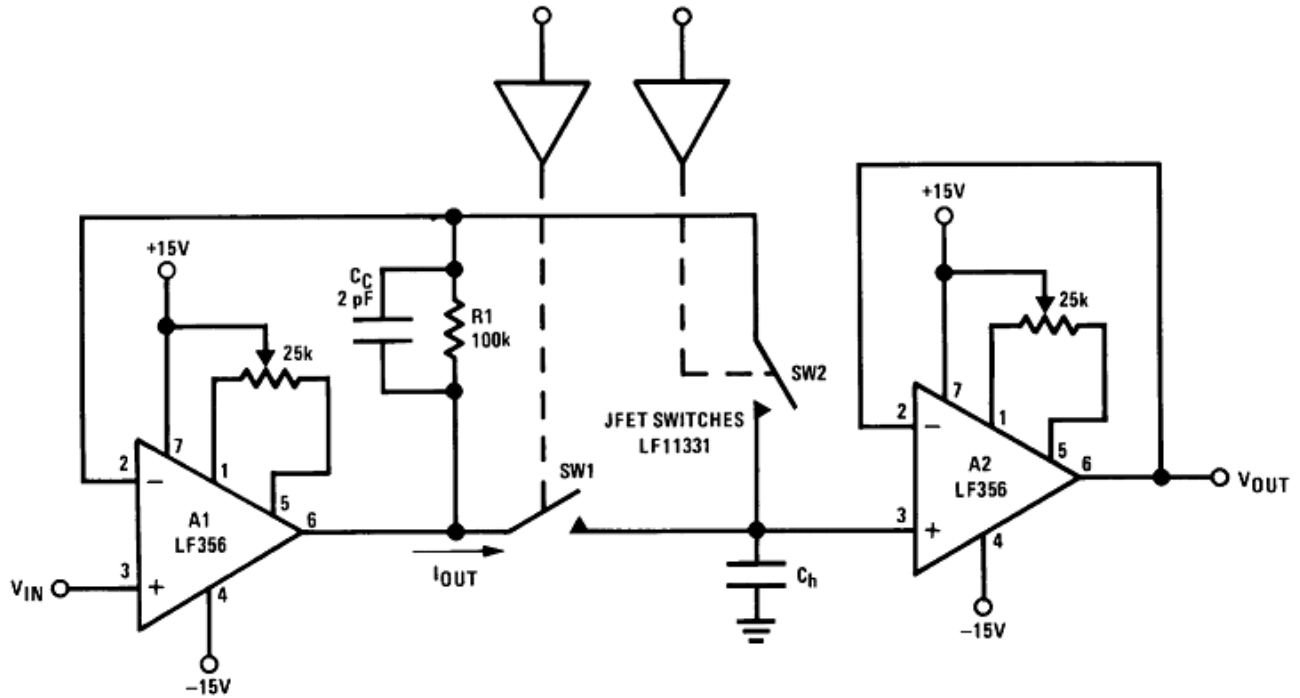 +15V
CC
2 pF
R1
100k
25k
7
1
5
2
−
A1
LF356
6
3
+
4
VIN
−15V
IOUT
SW1
SW2
JFET SWITCHES
LF11331
Ch
+15V
25k
7
1
5
2
−
A2
LF356
6
3
+
4
−15V
VOUT